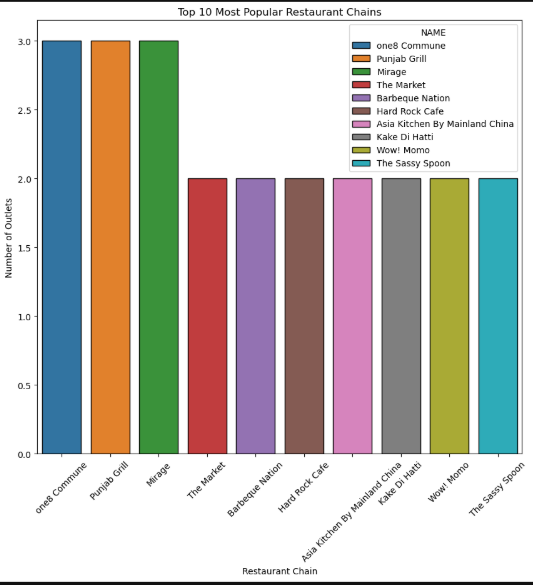 Top 10 Most Popular Restaurant Chains
NAME
one8 Commune
Punjab Grill
Mirage
The Market
Barbeque Nation
Hard Rock Cafe
Asia Kitchen By Mainland China
Kake Di Hatti
Wow! Momo
The Sassy Spoon
Number of Outlets
3.0
2.5
2.0
1.5
1.0
0.5
0.0
one8 Commune
Punjab Grill
Mirage
The Market
Barbeque Nation
Hard Rock Cafe
Asia Kitchen By Mainland China
Kake Di Hatti
Wow! Momo
The Sassy Spoon
Restaurant Chain